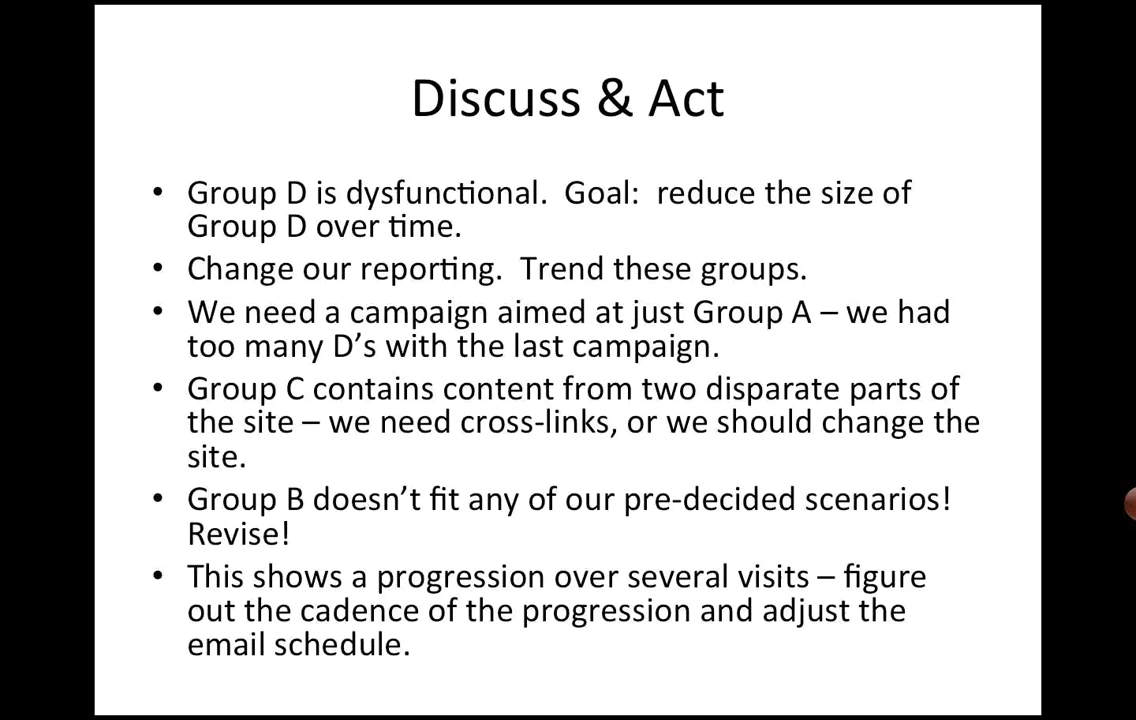 Discuss & Act
• Group D is dysfunctional.  Goal:  reduce the size of
Group D over time.
• Change our reporting.  Trend these groups.
• We need a campaign aimed at just Group A – we had
too many D’s with the last campaign.
• Group C contains content from two disparate parts of
the site – we need cross-links, or we should change the
site.
• Group B doesn’t fit any of our pre-decided scenarios!
Revise!
• This shows a progression over several visits – figure
out the cadence of the progression and adjust the
email schedule.